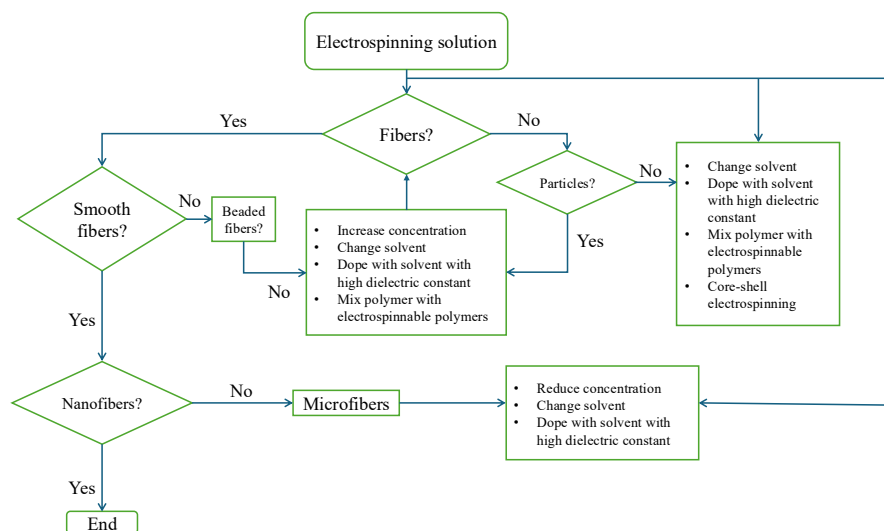 Electrospinning solution
Yes
Fibers?
No
Smooth
fibers?
No
Beaded
fibers?
No
Particles?
No
Yes
• Change solvent
• Dope with solvent
with high dielectric
constant
• Mix polymer with
electrospinnable
polymers
• Core-shell
electrospinning
• Increase concentration
• Change solvent
• Dope with solvent with
high dielectric constant
• Mix polymer with
electrospinnable polymers
Yes
Nanofibers?
No
Microfibers
• Reduce concentration
• Change solvent
• Dope with solvent with
high dielectric constant
Yes
End